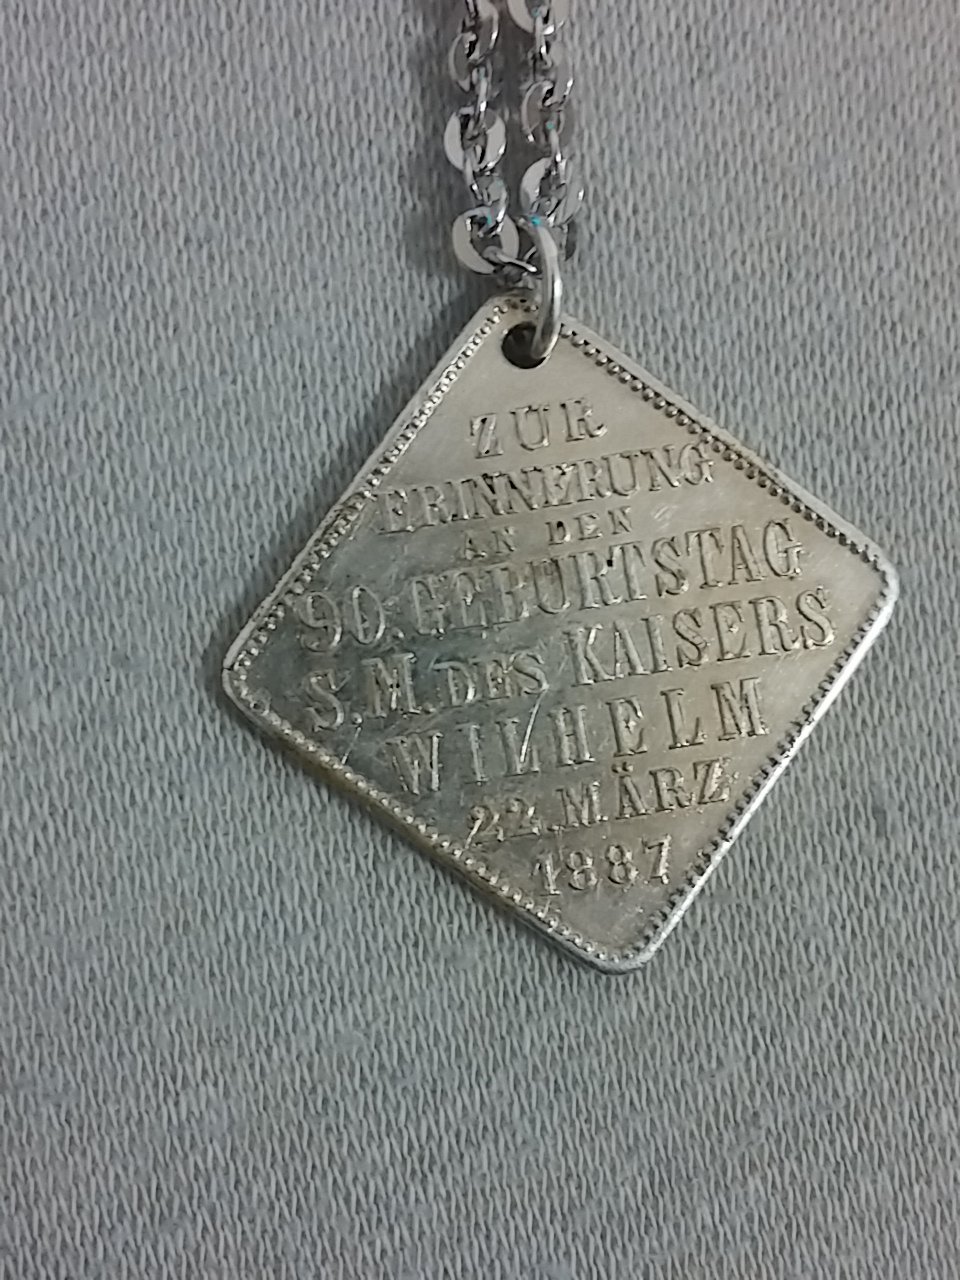 ZUR
ERINNERUNG
AN DEN
90. GEBURTSTAG
S.M. DES KAISERS
WILHELM
22. MÄRZ
1887